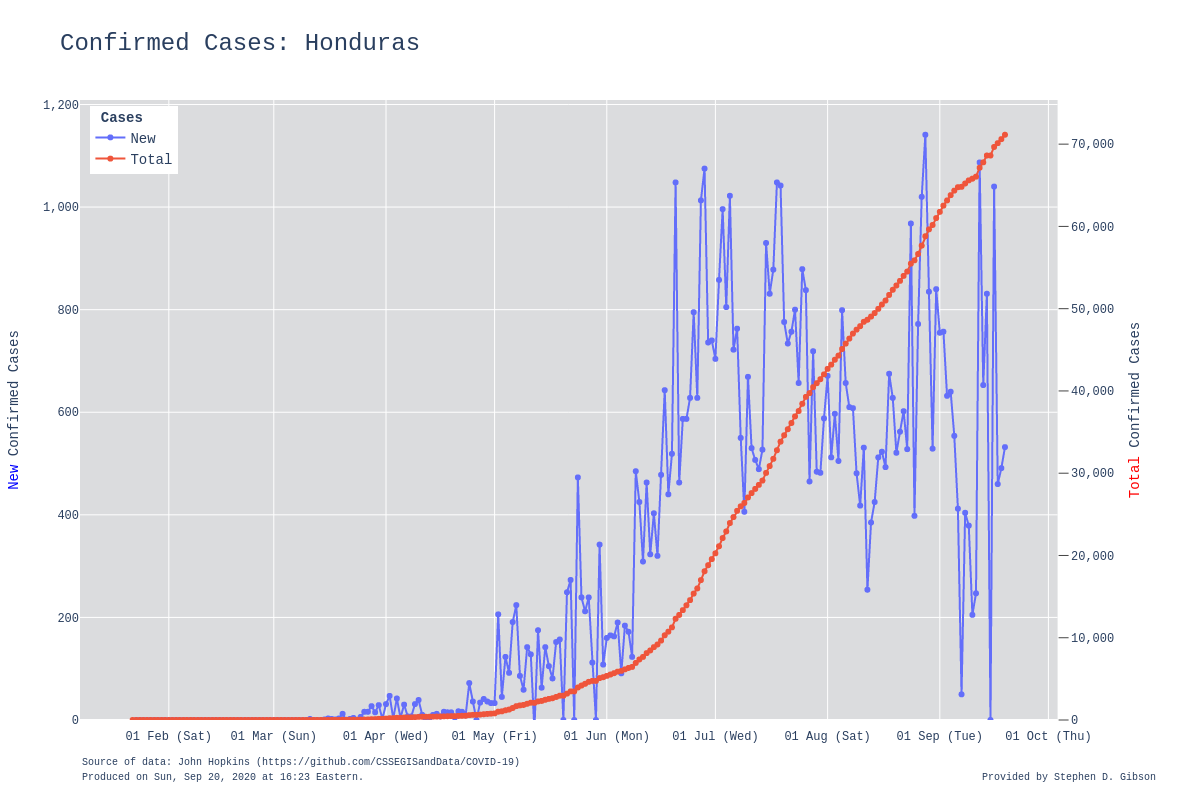 Confirmed Cases: Honduras
1,200
1,000
800
600
400
200
0
Cases
New
Total
70,000
60,000
50,000
40,000
30,000
20,000
10,000
0
New Confirmed Cases
Total Confirmed Cases
01 Feb (Sat) 01 Mar (Sun) 01 Apr (Wed) 01 May (Fri) 01 Jun (Mon) 01 Jul (Wed) 01 Aug (Sat) 01 Sep (Tue) 01 Oct (Thu)
Source of data: John Hopkins (https://github.com/CSSEGISandData/COVID-19)
Produced on Sun, Sep 20, 2020 at 16:23 Eastern.
Provided by Stephen D. Gibson